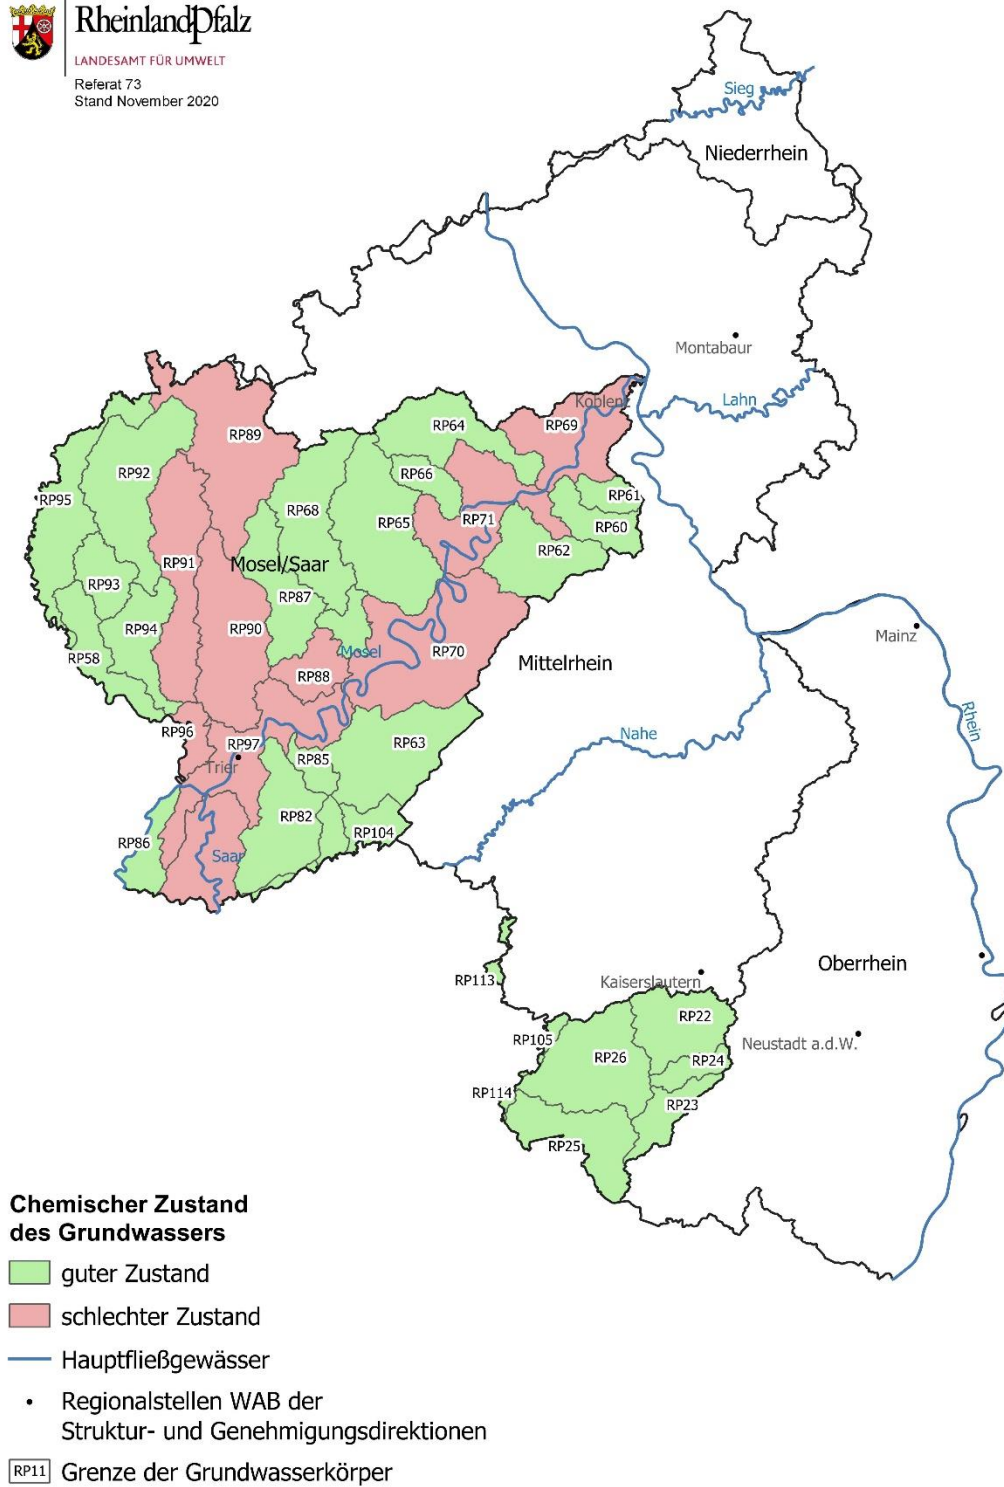 RheinlandPfalz
LANDESAMT FÜR UMWELT
Referat 73
Stand November 2020
Sieg
Niederrhein
Montabaur
Lahn
Koblenz
RP69
RP64
RP89
RP92
RP66
RP95
RP68
RP61
RP65
RP71
RP60
RP62
RP91
Mosel/Saar
RP93
RP87
RP94
RP90
Mainz
Mosel
RP70
RP58
Mittelrhein
RP88
Rhein
RP96
Nahe
RP97
RP63
Trier
RP85
RP82
RP104
RP86
Saar
Oberrhein
RP113
Kaiserslautern
RP22
RP105
Neustadt a.d.W.
RP26
RP24
RP114
RP23
RP25
Chemischer Zustand
des Grundwassers
guter Zustand
schlechter Zustand
Hauptfließgewässer
Regionalstellen WAB der
Struktur- und Genehmigungsdirektionen
RP11 Grenze der Grundwasserkörper